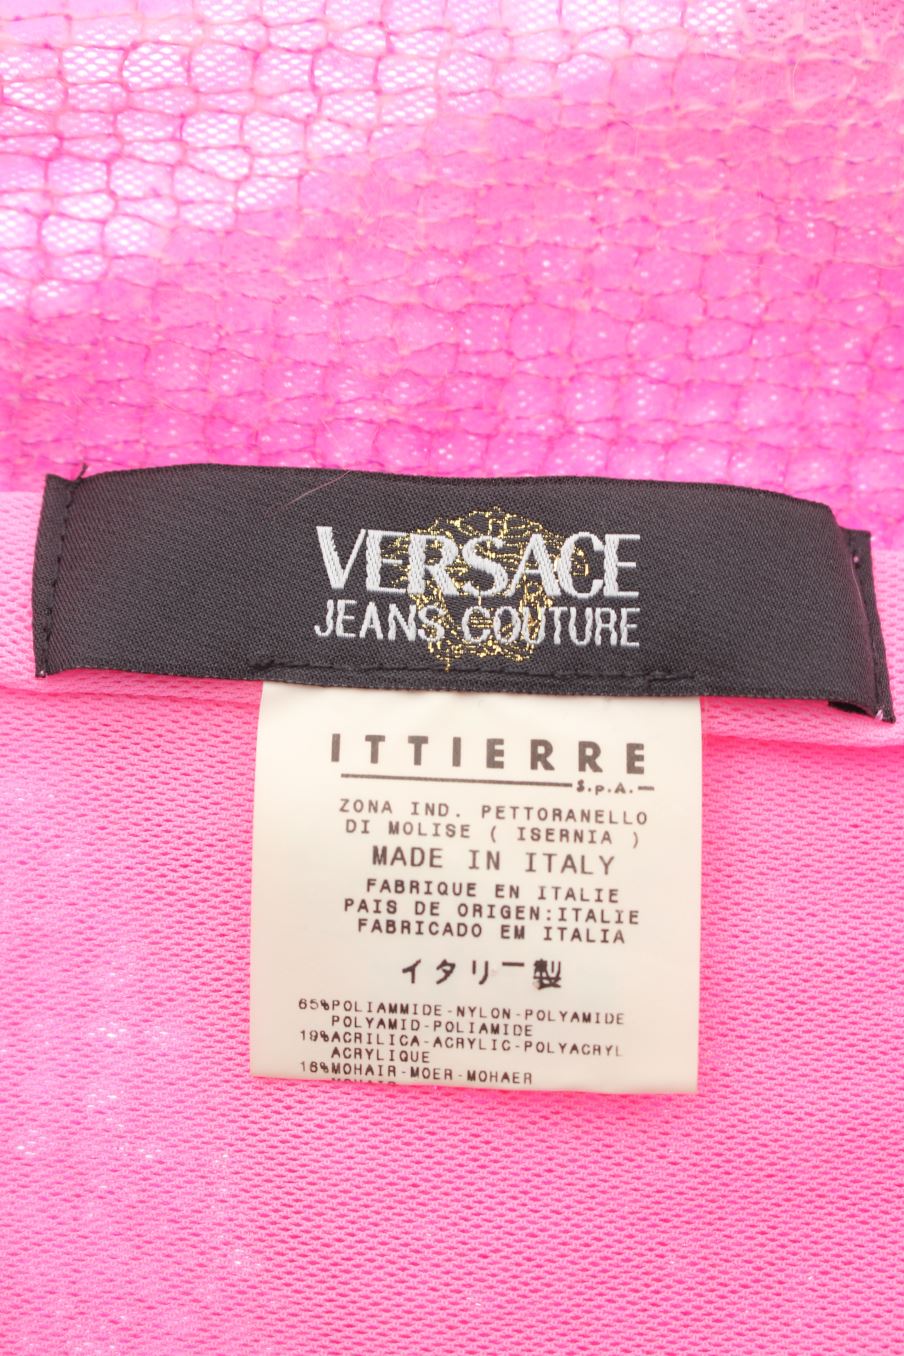 VERSACE
JEANS COUTURE
ITTIERRE
S.p.A.
ZONA IND. PETTORANELLO
DI MOLISE ( ISERNIA )
MADE IN ITALY
FABRIQUE EN ITALIE
PAIS DE ORIGEN:ITALIE
FABRICADO EM ITALIA
イタリー製
65%POLIAMMIDE-NYLON-POLYAMIDE
POLYAMID-POLIAMIDE
19%ACRILICA-ACRYLIC-POLYACRYL
ACRYLIQUE
16%MOHAIR-MOER-MOHAER
MOHAIR